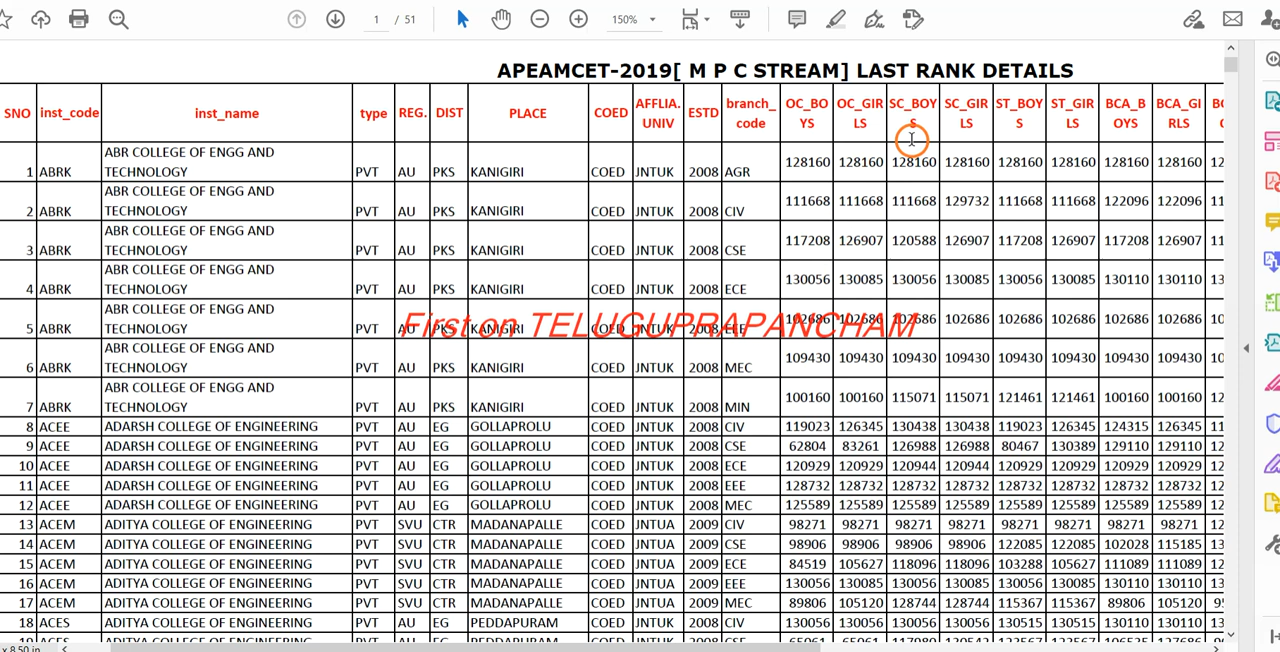 1 / 51 150%
APEAMCET-2019[ M P C STREAM] LAST RANK DETAILS
SNO inst_code inst_name type REG. DIST PLACE COED AFFLIA. UNIV ESTD branch_code OC_BOYS OC_GIRLS SC_BOYS SC_GIRLS ST_BOYS ST_GIRLS BCA_BOYS BCA_GIRLS
1 ABRK ABR COLLEGE OF ENGG AND TECHNOLOGY PVT AU PKS KANIGIRI COED JNTUK 2008 AGR 128160 128160 128160 128160 128160 128160 128160 128160 12
2 ABRK ABR COLLEGE OF ENGG AND TECHNOLOGY PVT AU PKS KANIGIRI COED JNTUK 2008 CIV 111668 111668 111668 129732 111668 111668 122096 122096 11
3 ABRK ABR COLLEGE OF ENGG AND TECHNOLOGY PVT AU PKS KANIGIRI COED JNTUK 2008 CSE 117208 126907 120588 126907 117208 126907 117208 126907 11
4 ABRK ABR COLLEGE OF ENGG AND TECHNOLOGY PVT AU PKS KANIGIRI COED JNTUK 2008 ECE 130056 130085 130056 130085 130056 130085 130110 130110 13
5 ABRK ABR COLLEGE OF ENGG AND TECHNOLOGY PVT AU PKS KANIGIRI COED JNTUK 2008 EEE 102686 102686 102686 102686 102686 102686 102686 102686 10
First on TELUGUPRAPANCHAM
6 ABRK ABR COLLEGE OF ENGG AND TECHNOLOGY PVT AU PKS KANIGIRI COED JNTUK 2008 MEC 109430 109430 109430 109430 109430 109430 109430 109430 10
7 ABRK ABR COLLEGE OF ENGG AND TECHNOLOGY PVT AU PKS KANIGIRI COED JNTUK 2008 MIN 100160 100160 115071 115071 121461 121461 100160 100160 12
8 ACEE ADARSH COLLEGE OF ENGINEERING PVT AU EG GOLLAPROLU COED JNTUK 2008 CIV 119023 126345 130438 130438 119023 126345 124315 126345 11
9 ACEE ADARSH COLLEGE OF ENGINEERING PVT AU EG GOLLAPROLU COED JNTUK 2008 CSE 62804 83261 126988 126988 80467 130389 129110 129110 12
10 ACEE ADARSH COLLEGE OF ENGINEERING PVT AU EG GOLLAPROLU COED JNTUK 2008 ECE 120929 120929 120944 120944 120929 120929 120929 120929 12
11 ACEE ADARSH COLLEGE OF ENGINEERING PVT AU EG GOLLAPROLU COED JNTUK 2008 EEE 128732 128732 128732 128732 128732 128732 128732 128732 12
12 ACEE ADARSH COLLEGE OF ENGINEERING PVT AU EG GOLLAPROLU COED JNTUK 2008 MEC 125589 125589 125589 125589 125589 125589 125589 125589 12
13 ACEM ADITYA COLLEGE OF ENGINEERING PVT SVU CTR MADANAPALLE COED JNTUA 2009 CIV 98271 98271 98271 98271 98271 98271 98271 98271 12
14 ACEM ADITYA COLLEGE OF ENGINEERING PVT SVU CTR MADANAPALLE COED JNTUA 2009 CSE 98906 98906 98906 98906 122085 122085 102028 115185 13
15 ACEM ADITYA COLLEGE OF ENGINEERING PVT SVU CTR MADANAPALLE COED JNTUA 2009 ECE 84519 105627 118096 118096 103288 105627 111089 111089 12
16 ACEM ADITYA COLLEGE OF ENGINEERING PVT SVU CTR MADANAPALLE COED JNTUA 2009 EEE 130056 130085 130056 130085 130056 130085 130110 130110 13
17 ACEM ADITYA COLLEGE OF ENGINEERING PVT SVU CTR MADANAPALLE COED JNTUA 2009 MEC 89806 105120 128744 128744 115367 115367 89806 105120
18 ACES ADITYA COLLEGE OF ENGINEERING PVT AU EG PEDDAPURAM COED JNTUK 2008 CIV 130056 130056 130056 130056 130515 130515 130110 130110 13
x 8.50 in